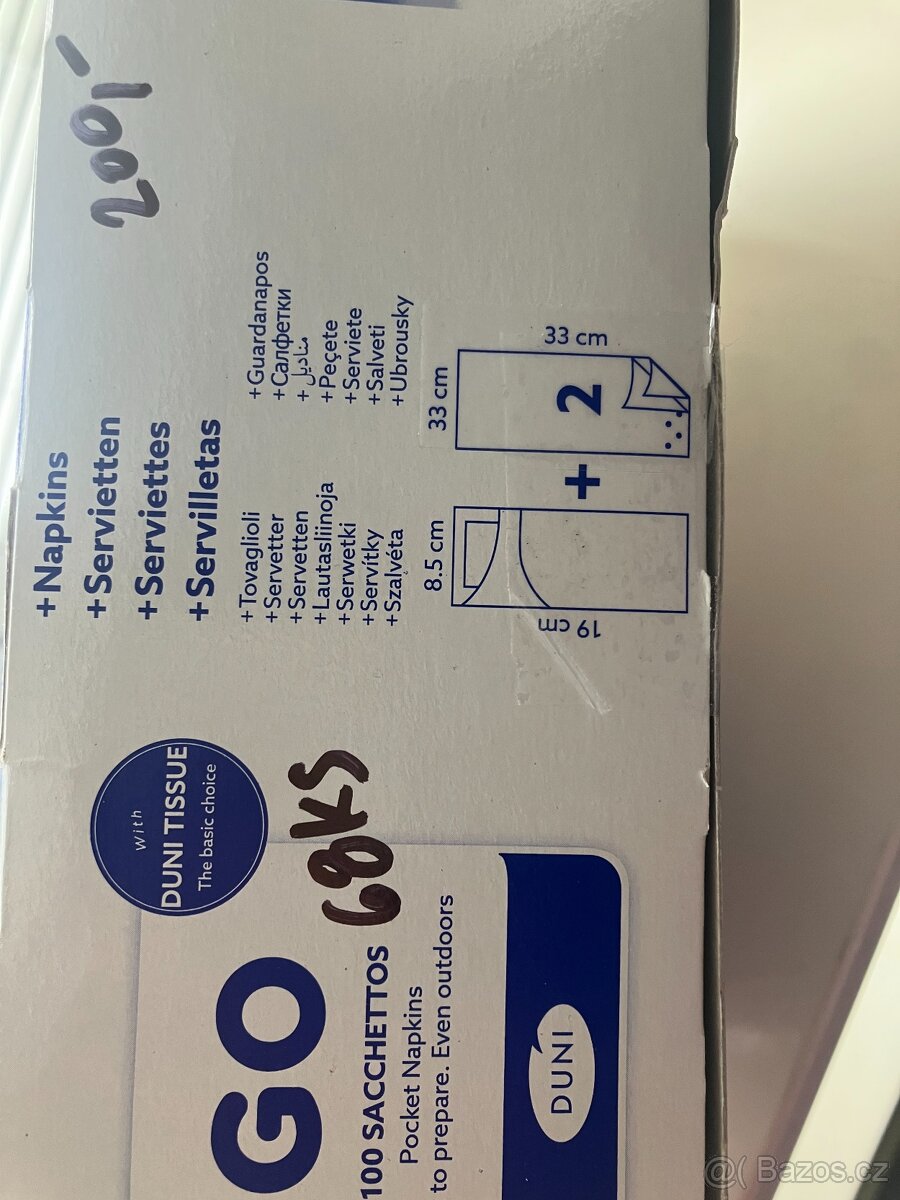 GO
100 SACCHETTOS
Pocket Napkins
to prepare. Even outdoors
DUNI
with
DUNI TISSUE
The basic choice
68KS
+Napkins
+Servietten
+Serviettes
+Servilletas
+Tovaglioli
+Servetter
+Servetten
+Lautasliinoja
+Serwetki
+Servítky
+Szalvéta
+Guardanapos
+Салфетки
+مناديل
+Peçete
+Serviete
+Salveti
+Ubrousky
8.5 cm
19 cm
+
33 cm
33 cm
2
200,-
@( Bazos.cz